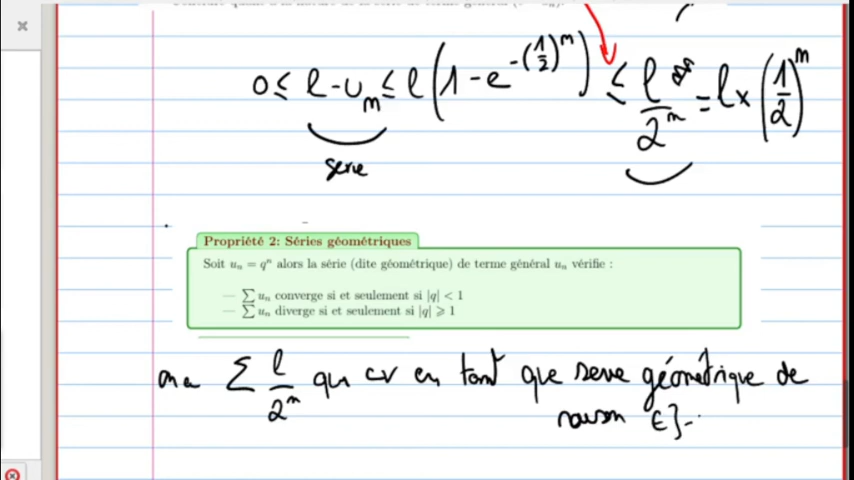 0 ≤ l - u_n ≤ l(1 - e^{-(1/2)^n}) ≤ l/2^n = l × (1/2)^n
serie
Propriété 2: Séries géométriques
Soit u_n = q^n alors la série (dite géométrique) de terme général u_n vérifie :
— ∑ u_n converge si et seulement si |q| < 1
— ∑ u_n diverge si et seulement si |q| ⩾ 1
on a ∑ l/2^n qui cv en tant que serie géométrique de
raison ∈ ]-